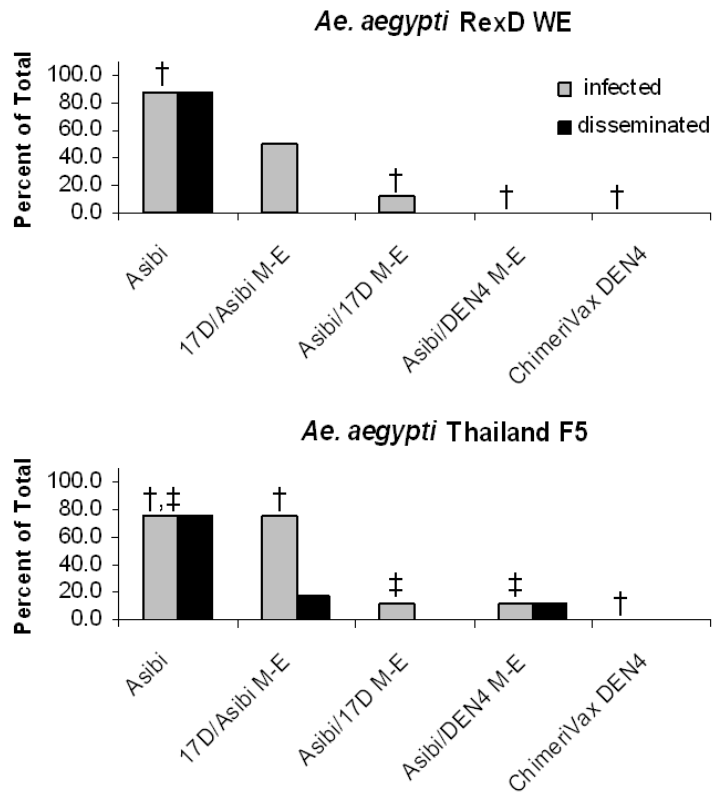 Ae. aegypti RexD WE
Percent of Total
100.0
80.0
60.0
40.0
20.0
0.0
†
†
†
†
infected
disseminated
Asibi
17D/Asibi M-E
Asibi/17D M-E
Asibi/DEN4 M-E
ChimeriVax DEN4
Ae. aegypti Thailand F5
Percent of Total
100.0
80.0
60.0
40.0
20.0
0.0
†,‡
†
‡
‡
†
Asibi
17D/Asibi M-E
Asibi/17D M-E
Asibi/DEN4 M-E
ChimeriVax DEN4